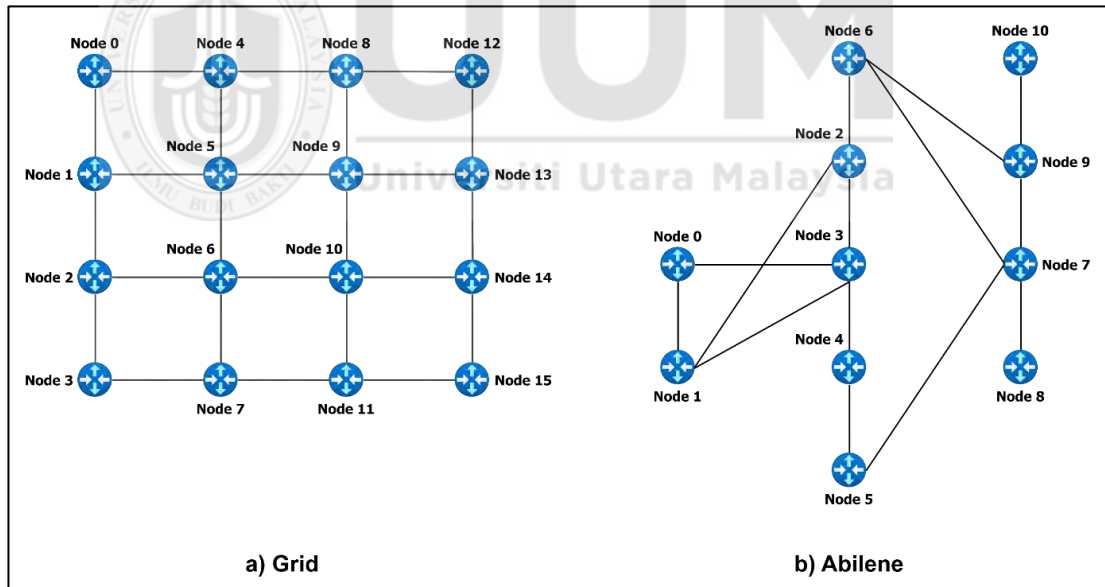 UUM
Universiti Utara Malaysia
Node 0
Node 4
Node 8
Node 12
Node 1
Node 5
Node 9
Node 13
Node 2
Node 6
Node 10
Node 14
Node 3
Node 7
Node 11
Node 15
a) Grid
Node 6
Node 10
Node 2
Node 9
Node 0
Node 3
Node 7
Node 4
Node 1
Node 8
Node 5
b) Abilene